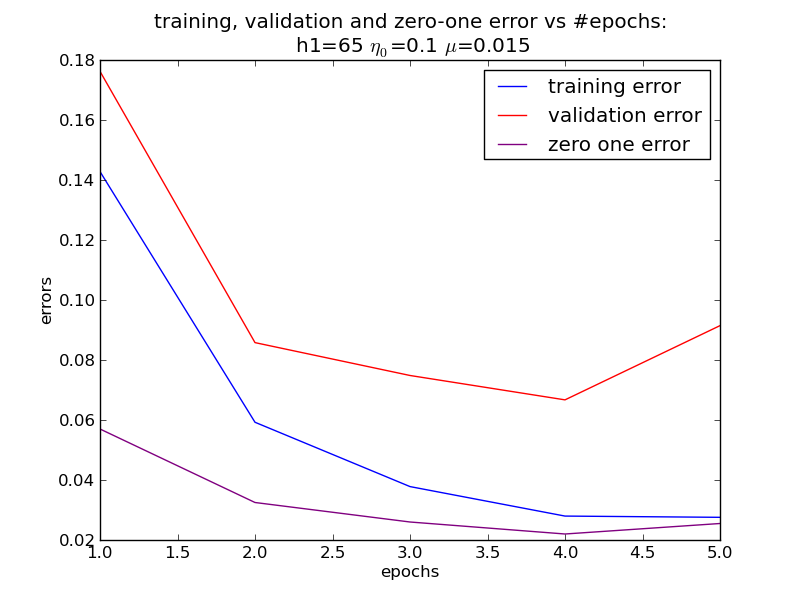 training, validation and zero-one error vs #epochs:
h1=65 η₀=0.1 μ=0.015
training error
validation error
zero one error
errors
0.18
0.16
0.14
0.12
0.10
0.08
0.06
0.04
0.02
1.0 1.5 2.0 2.5 3.0 3.5 4.0 4.5 5.0
epochs